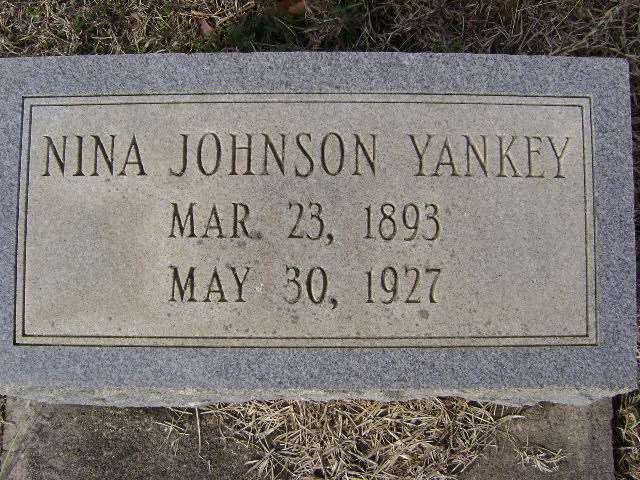 NINA JOHNSON YANKEY
MAR. 23, 1893
MAY 30, 1927